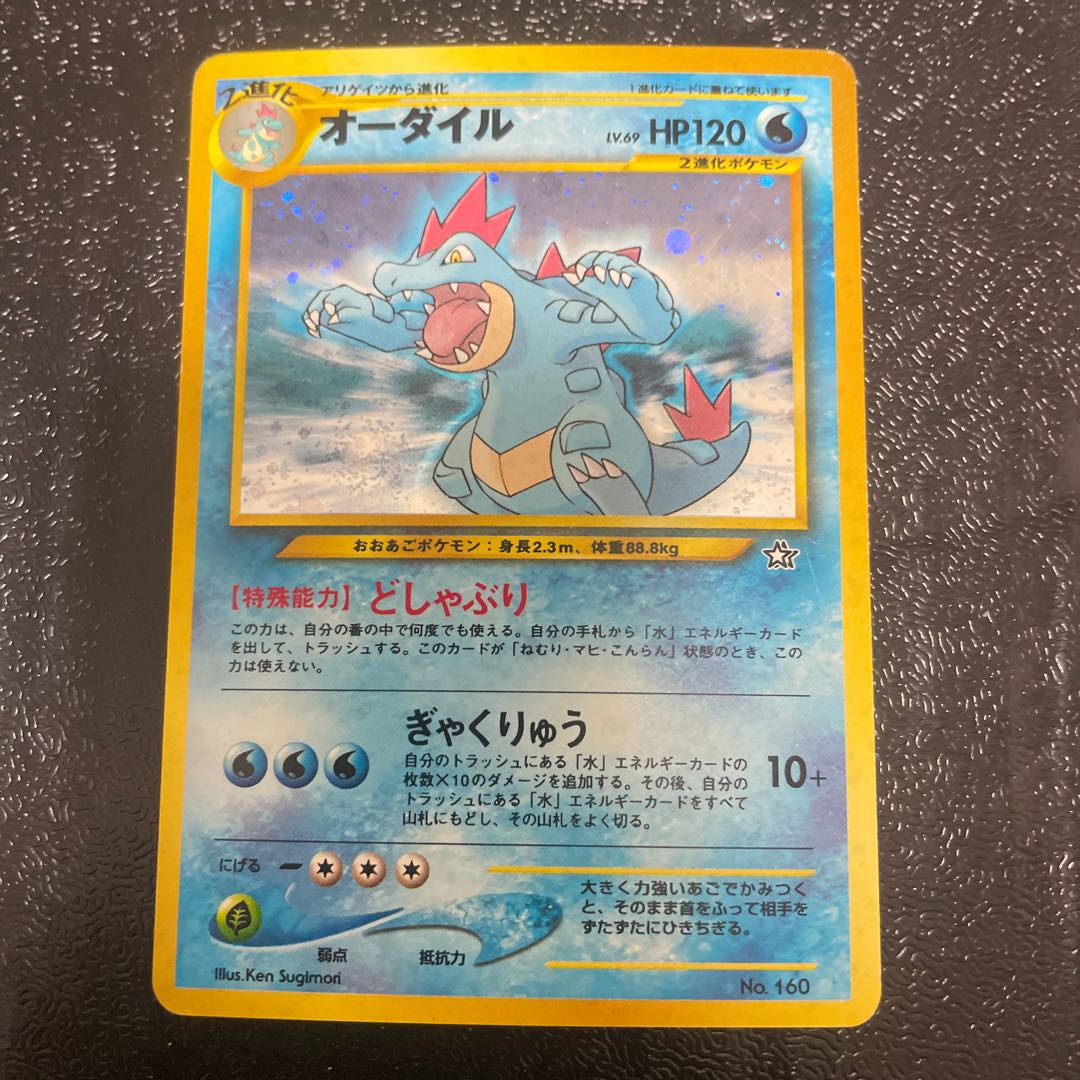 2進化
アリゲイツから進化
1進化カードに重ねて使います
オーダイル
LV.69 HP120
2進化ポケモン
おおあごポケモン：身長2.3m、体重88.8kg
【特殊能力】どしゃぶり
この力は、自分の番の中で何度でも使える。自分の手札から「水」エネルギーカード
を出して、トラッシュする。このカードが「ねむり・マヒ・こんらん」状態のとき、この
力は使えない。
ぎゃくりゅう
自分のトラッシュにある「水」エネルギーカードの
枚数×10のダメージを追加する。その後、自分の
トラッシュにある「水」エネルギーカードをすべて
山札にもどし、その山札をよく切る。
10+
にげる
大きく力強いあごでかみつく
と、そのまま首をふって相手を
ずたずたにひきちぎる。
弱点
抵抗力
Illus.Ken Sugimori
No. 160